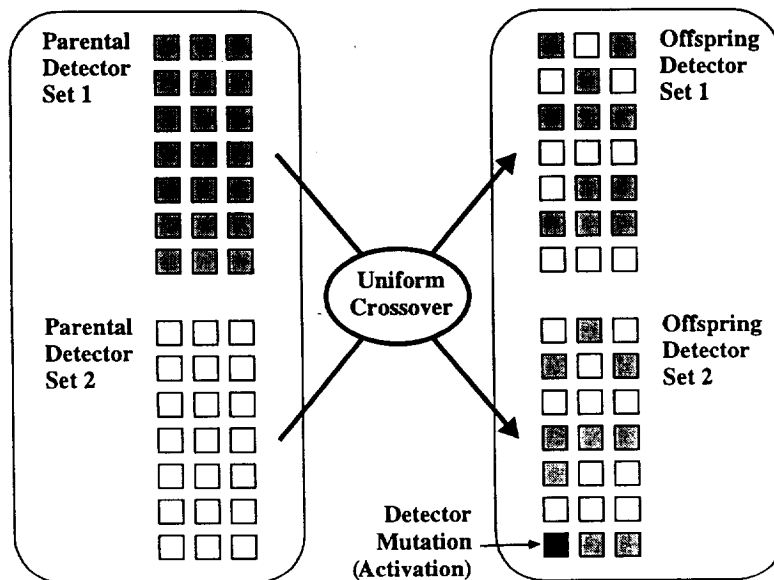 Parental
Detector
Set 1
Offspring
Detector
Set 1
Uniform
Crossover
Parental
Detector
Set 2
Offspring
Detector
Set 2
Detector
Mutation
(Activation)